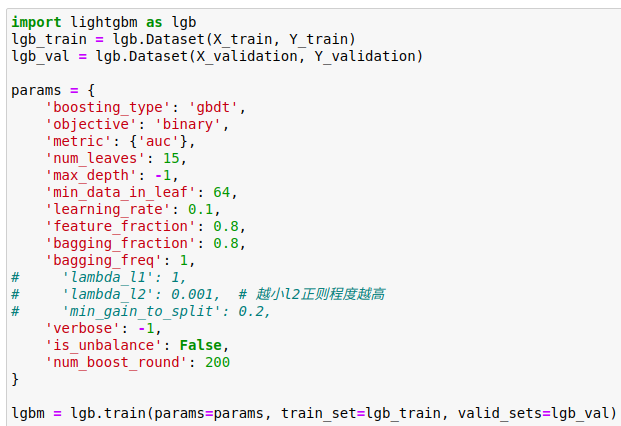 import lightgbm as lgb
lgb_train = lgb.Dataset(X_train, Y_train)
lgb_val = lgb.Dataset(X_validation, Y_validation)

params = {
    'boosting_type': 'gbdt',
    'objective': 'binary',
    'metric': {'auc'},
    'num_leaves': 15,
    'max_depth': -1,
    'min_data_in_leaf': 64,
    'learning_rate': 0.1,
    'feature_fraction': 0.8,
    'bagging_fraction': 0.8,
    'bagging_freq': 1,
#     'lambda_l1': 1,
#     'lambda_l2': 0.001,  # 越小l2正则程度越高
#     'min_gain_to_split': 0.2,
    'verbose': -1,
    'is_unbalance': False,
    'num_boost_round': 200
}

lgbm = lgb.train(params=params, train_set=lgb_train, valid_sets=lgb_val)